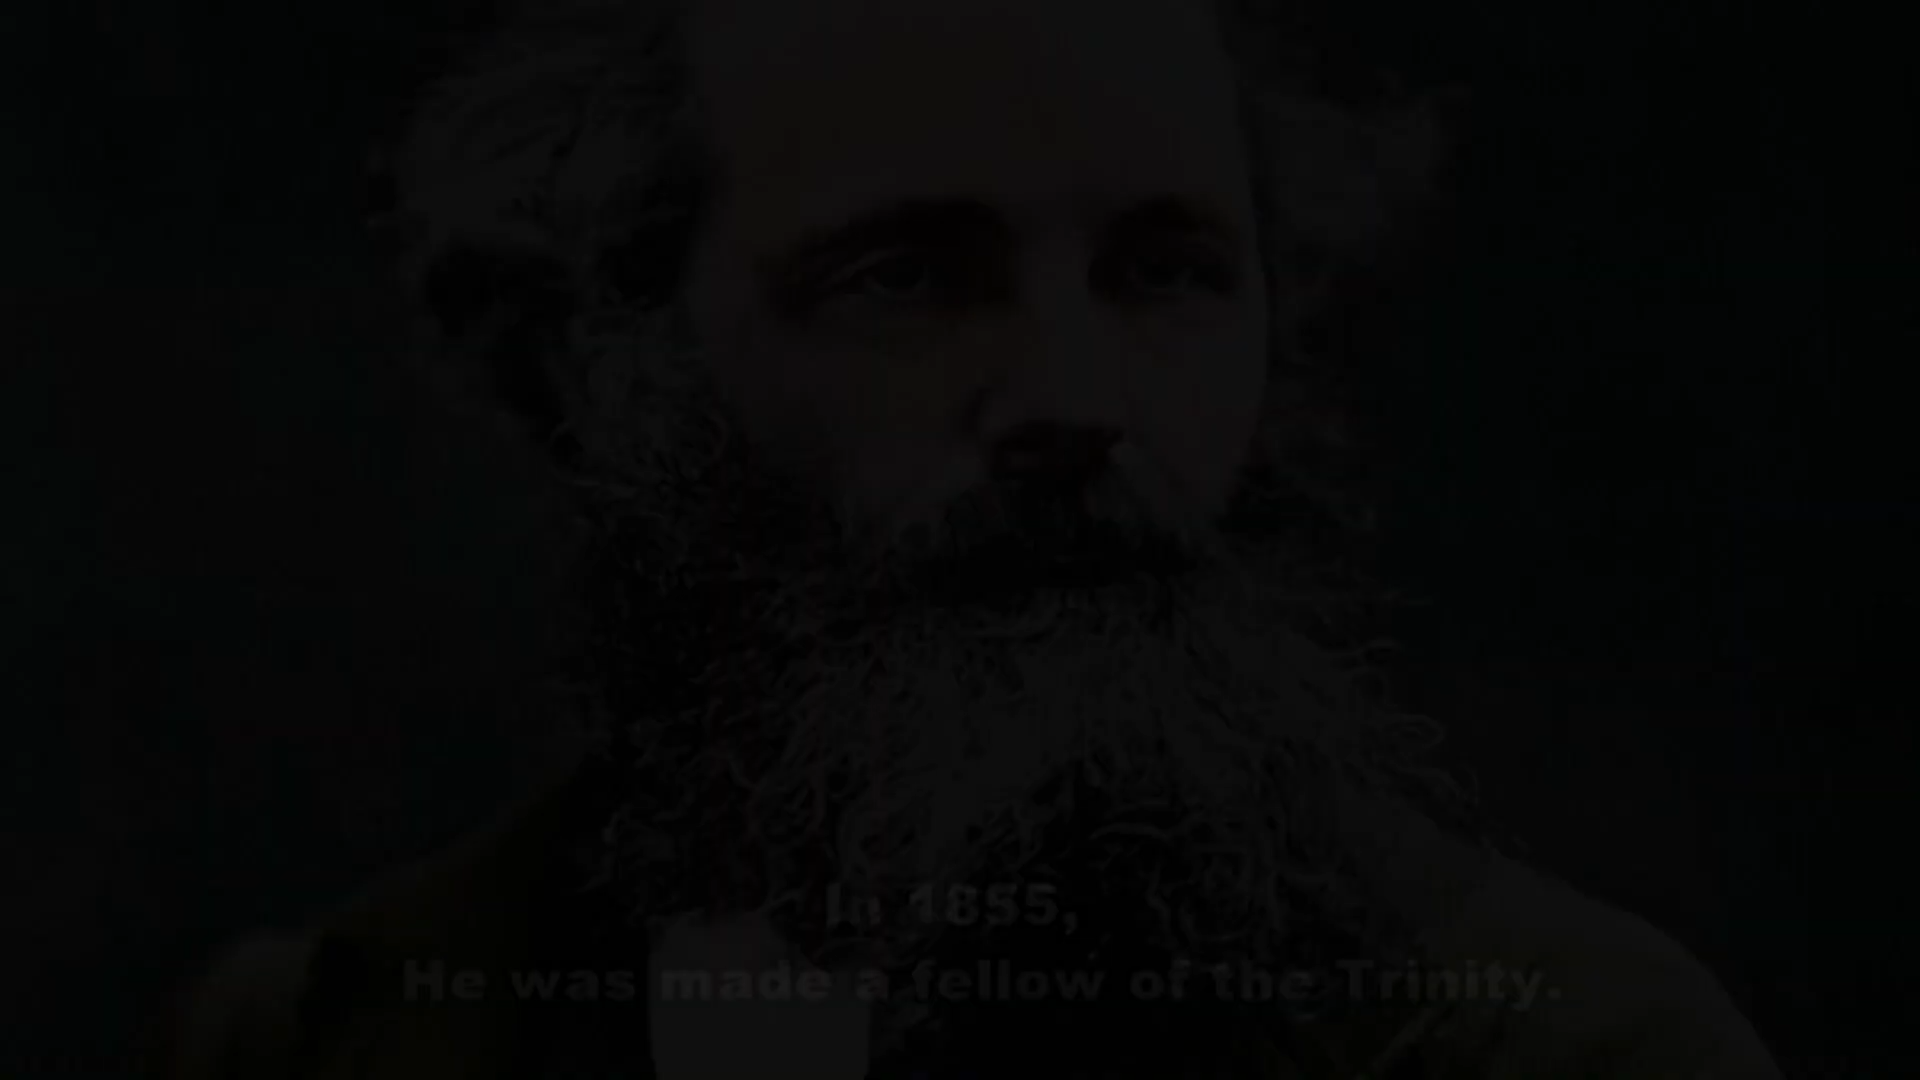 In 1855,
He was made a fellow of the Trinity.